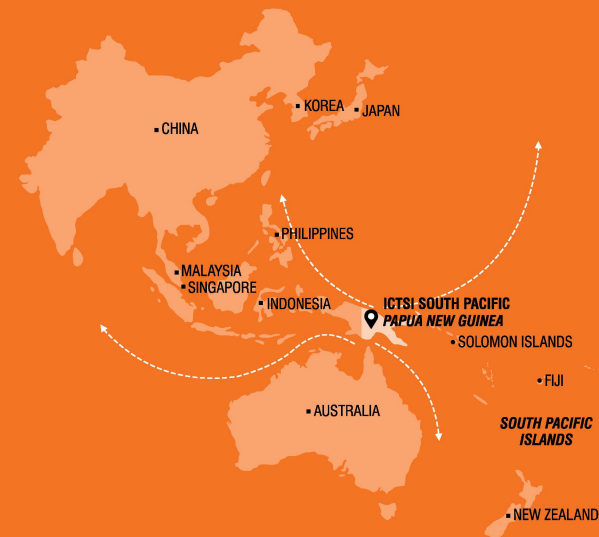 KOREA
JAPAN
CHINA
PHILIPPINES
MALAYSIA
SINGAPORE
INDONESIA
ICTSI SOUTH PACIFIC
PAPUA NEW GUINEA
SOLOMON ISLANDS
FIJI
AUSTRALIA
SOUTH PACIFIC
ISLANDS
NEW ZEALAND